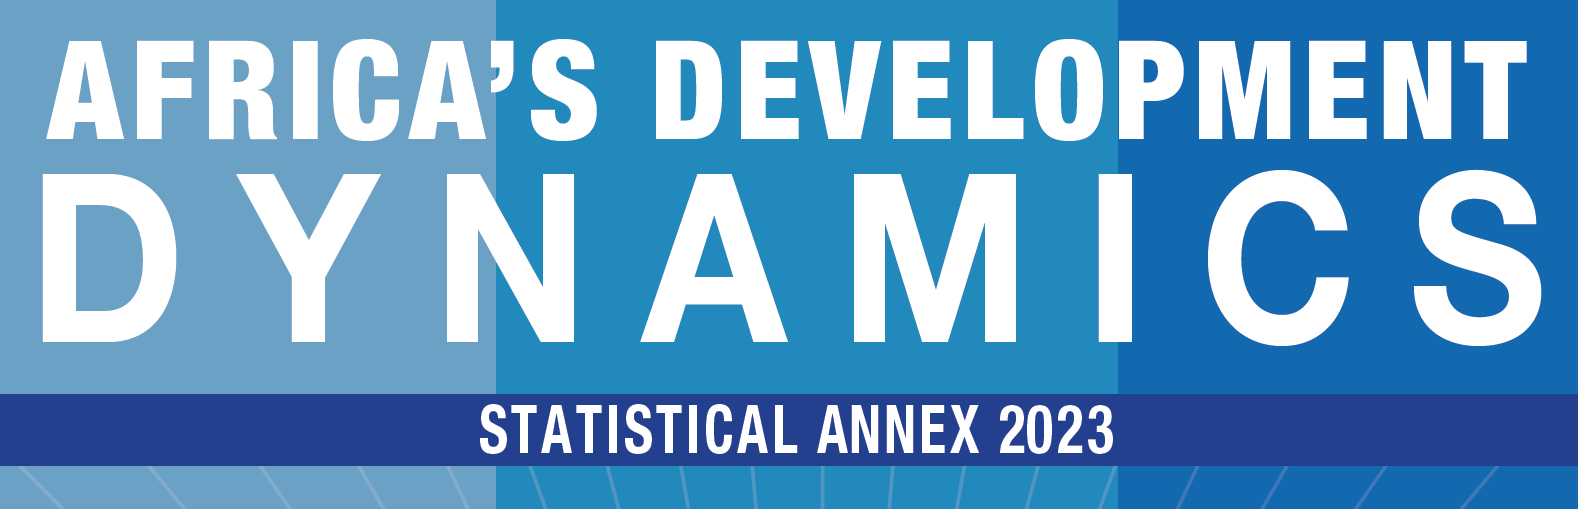 AFRICA'S DEVELOPMENT
DYNAMICS
STATISTICAL ANNEX 2023